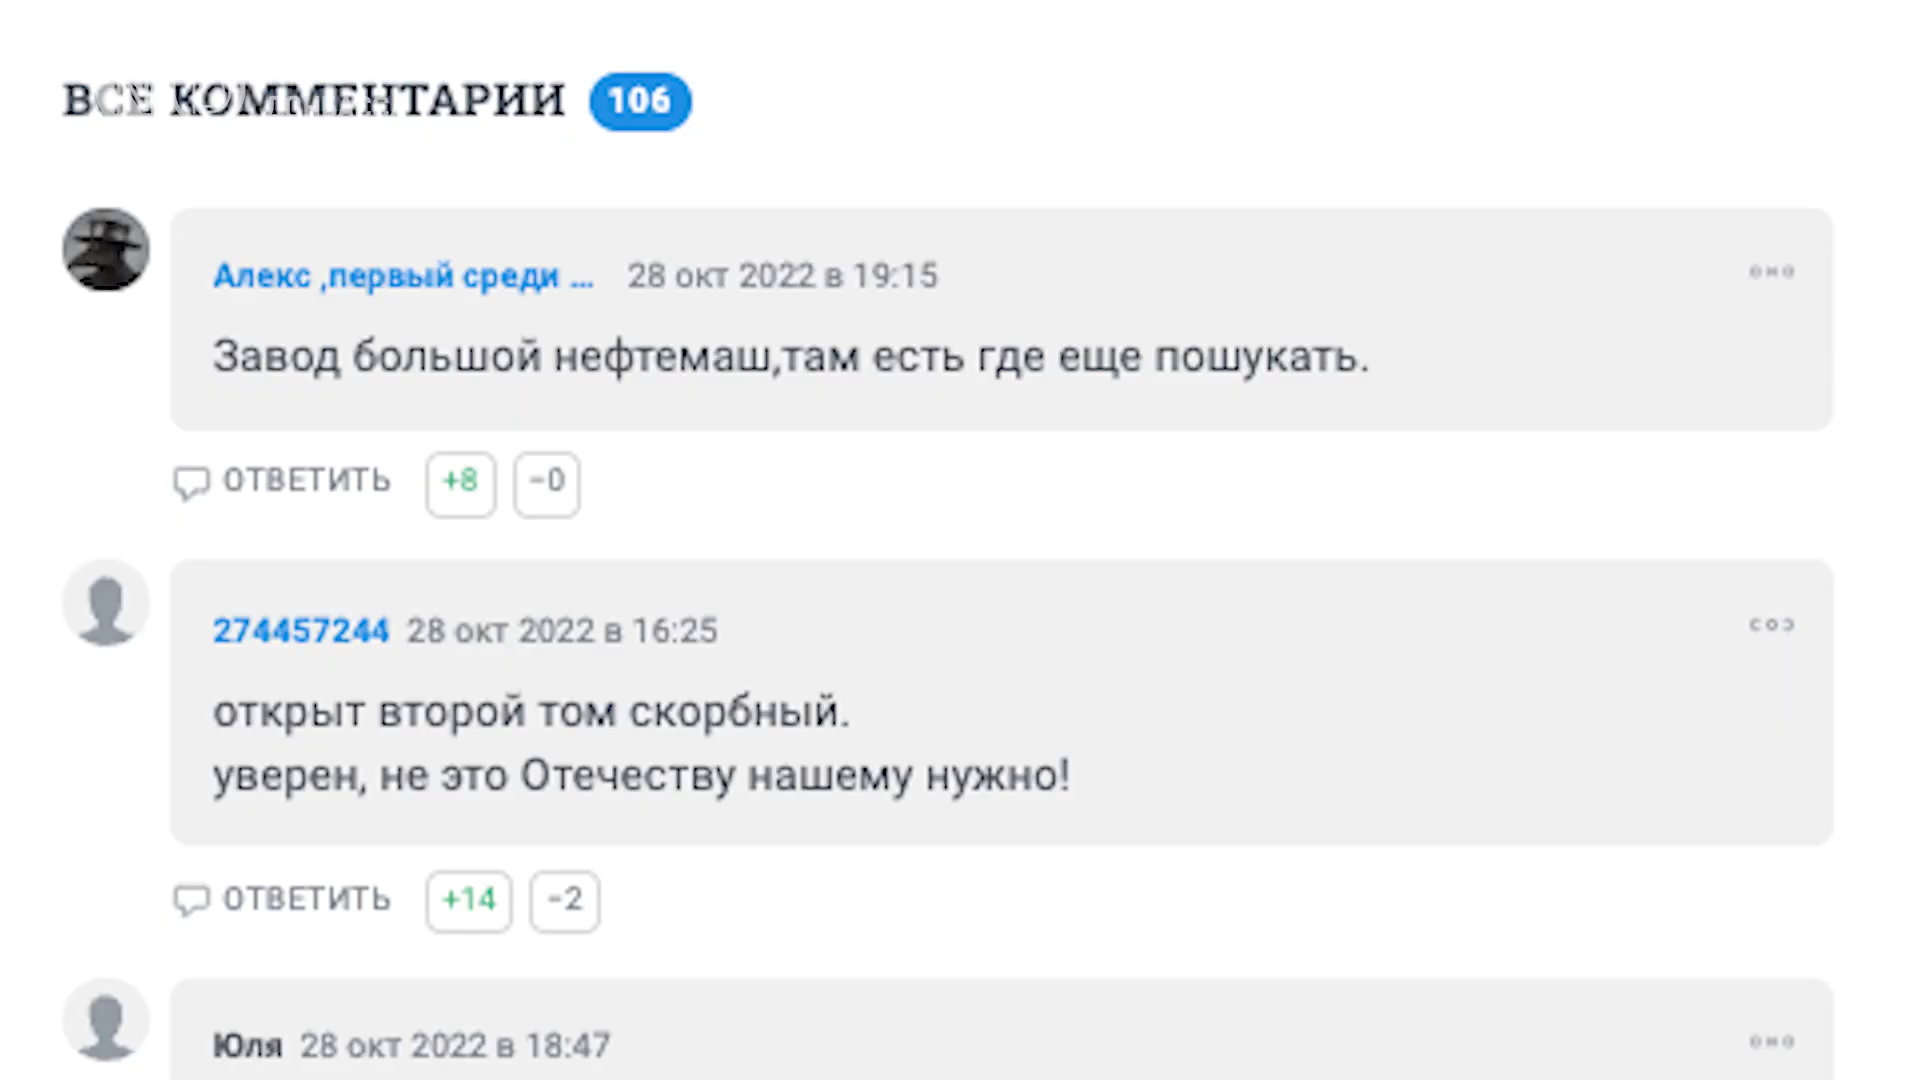 ВСЕ КОММЕНТАРИИ 106
Алекс ,первый среди ... 28 окт 2022 в 19:15
Завод большой нефтемаш,там есть где еще пошукать.
ОТВЕТИТЬ +8 −0
274457244 28 окт 2022 в 16:25
открыт второй том скорбный.
уверен, не это Отечеству нашему нужно!
ОТВЕТИТЬ +14 −2
Юля 28 окт 2022 в 18:47